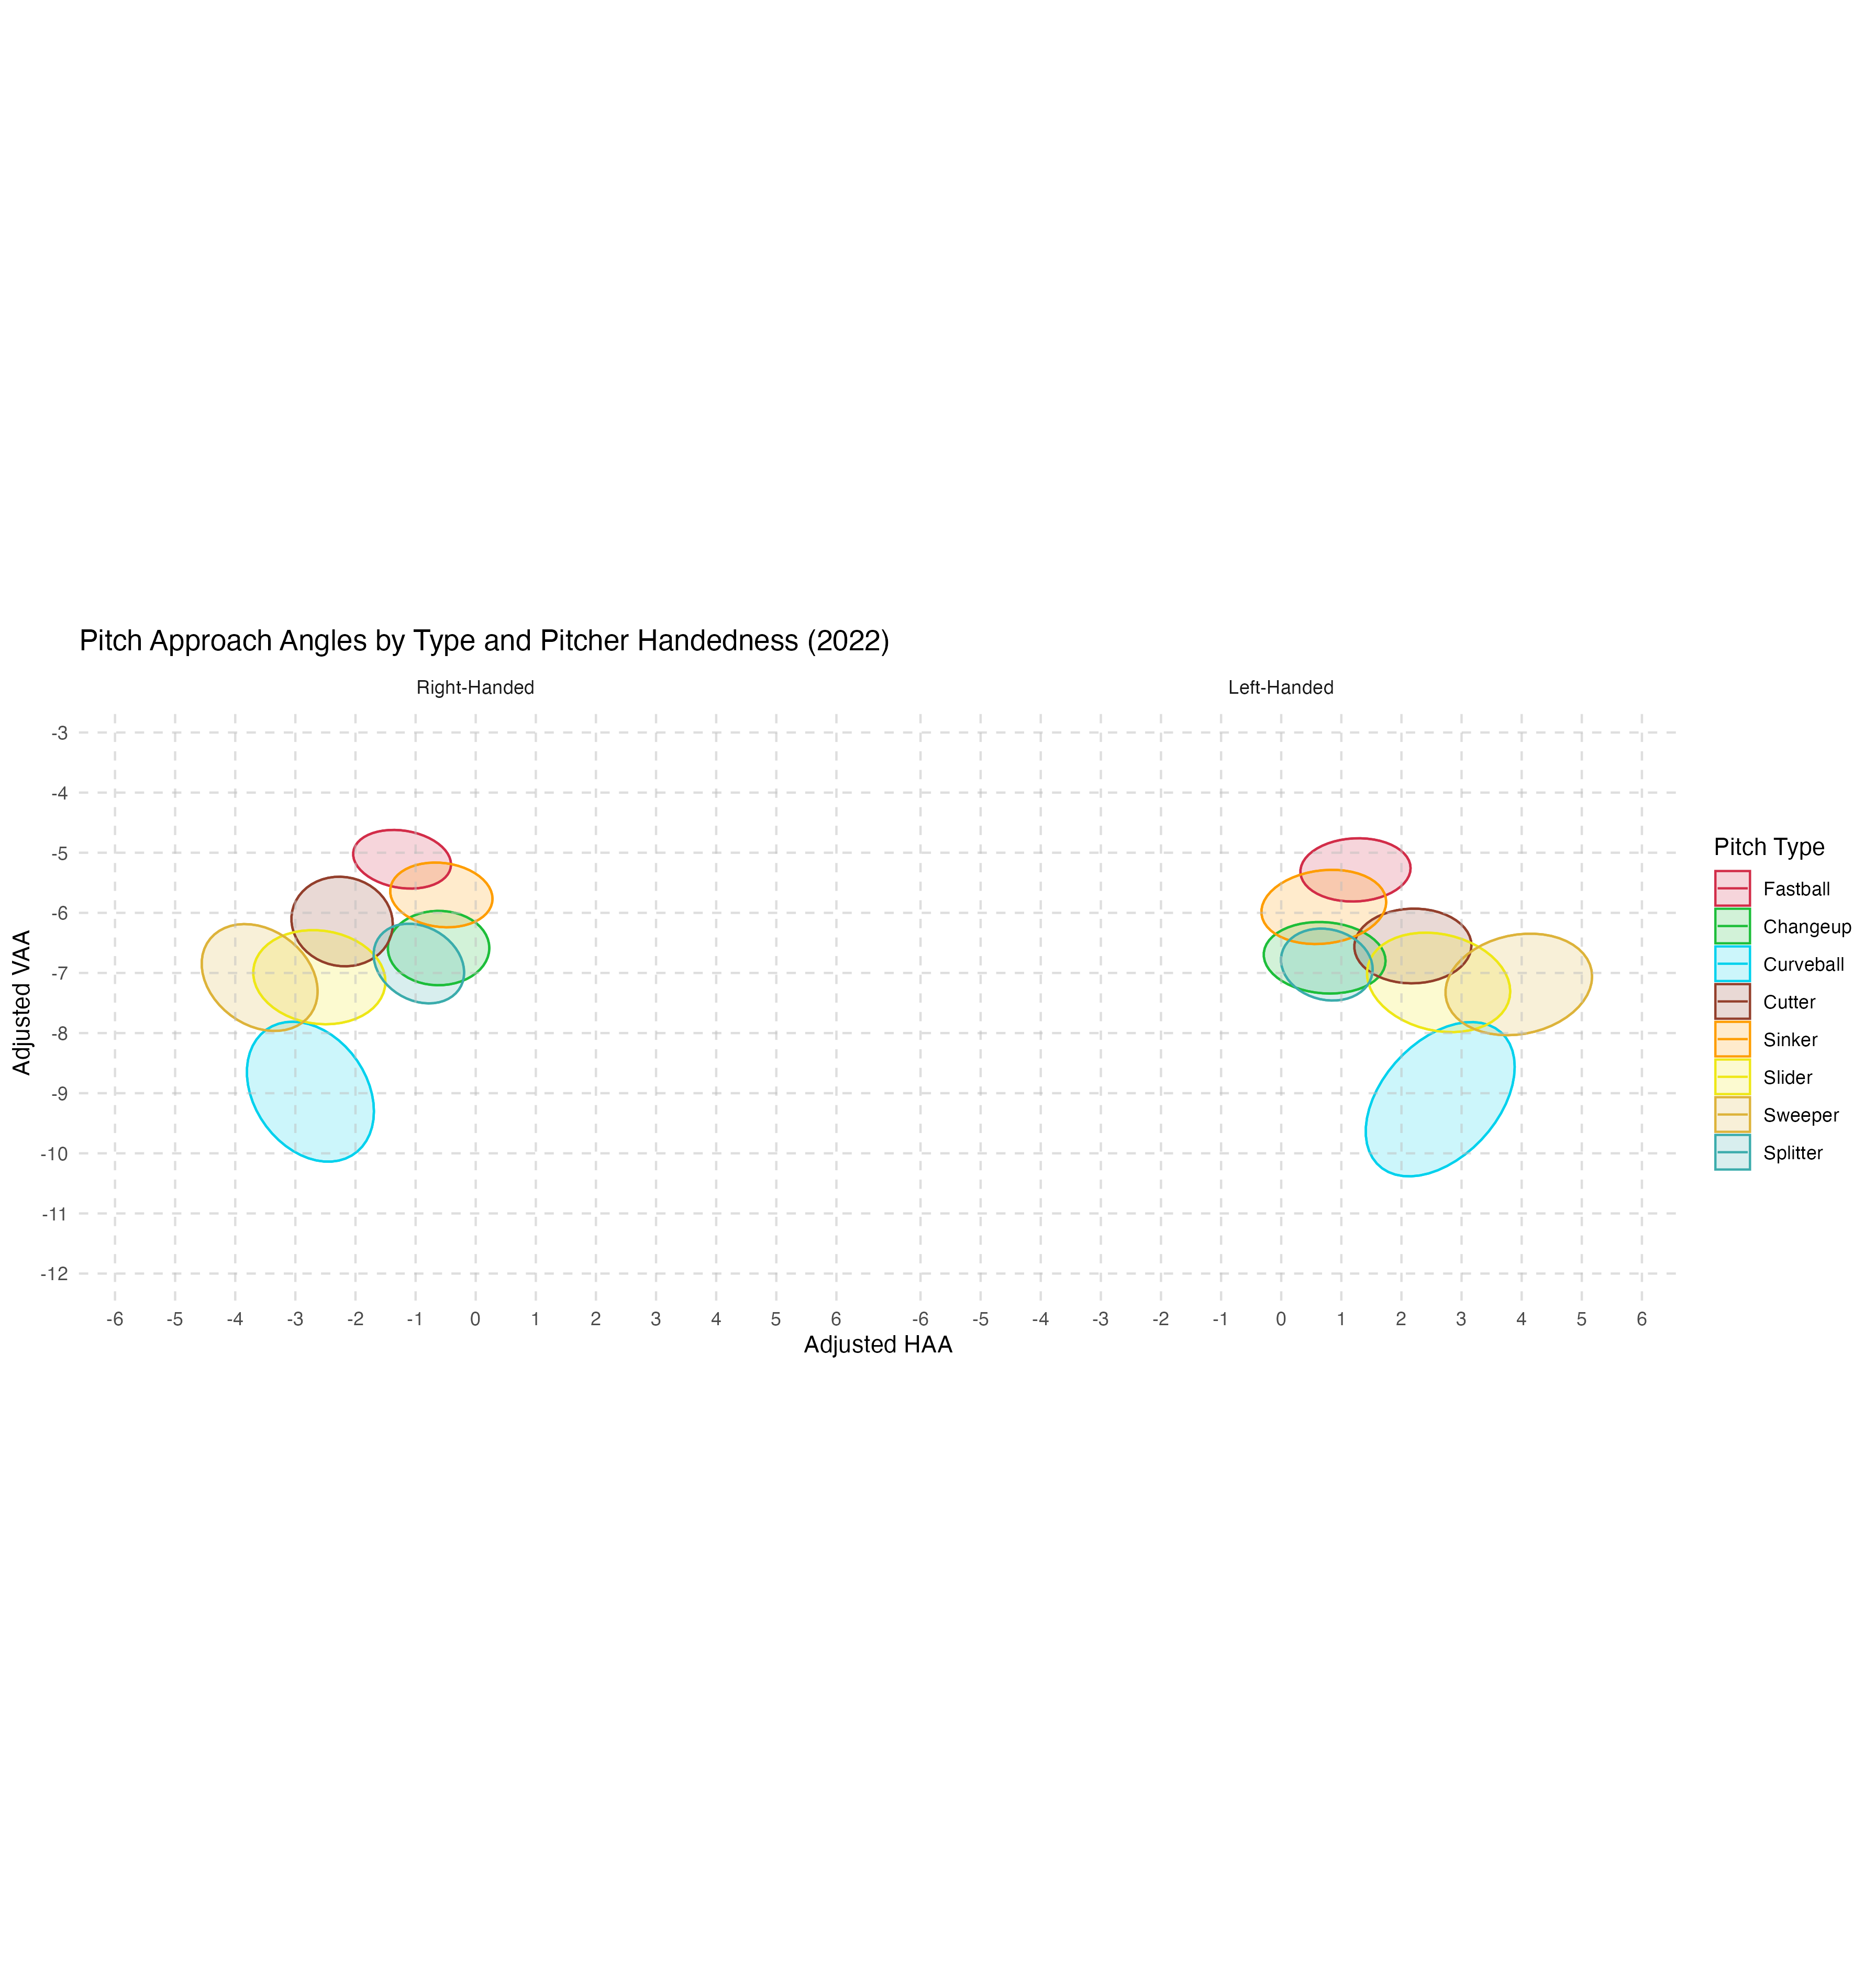 Pitch Approach Angles by Type and Pitcher Handedness (2022)
Right-Handed
Left-Handed
-3
-4
-5
-6
-7
-8
-9
-10
-11
-12
Adjusted VAA
-6 -5 -4 -3 -2 -1 0 1 2 3 4 5 6
-6 -5 -4 -3 -2 -1 0 1 2 3 4 5 6
Adjusted HAA
Pitch Type
Fastball
Changeup
Curveball
Cutter
Sinker
Slider
Sweeper
Splitter